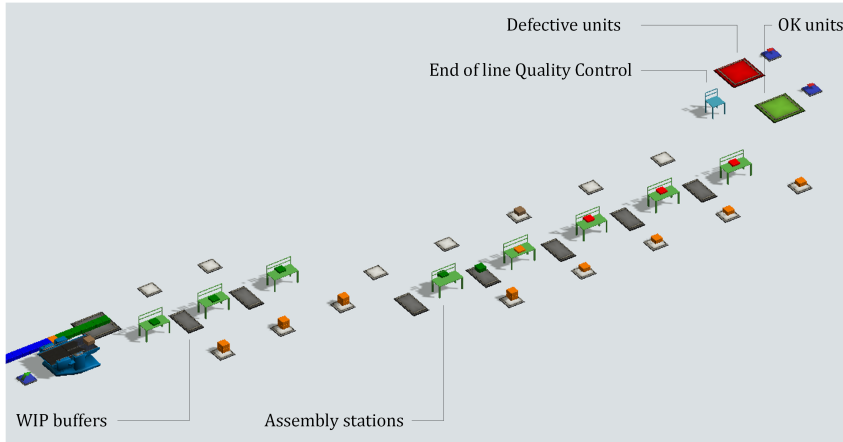 Defective units
OK units
End of line Quality Control
WIP buffers
Assembly stations